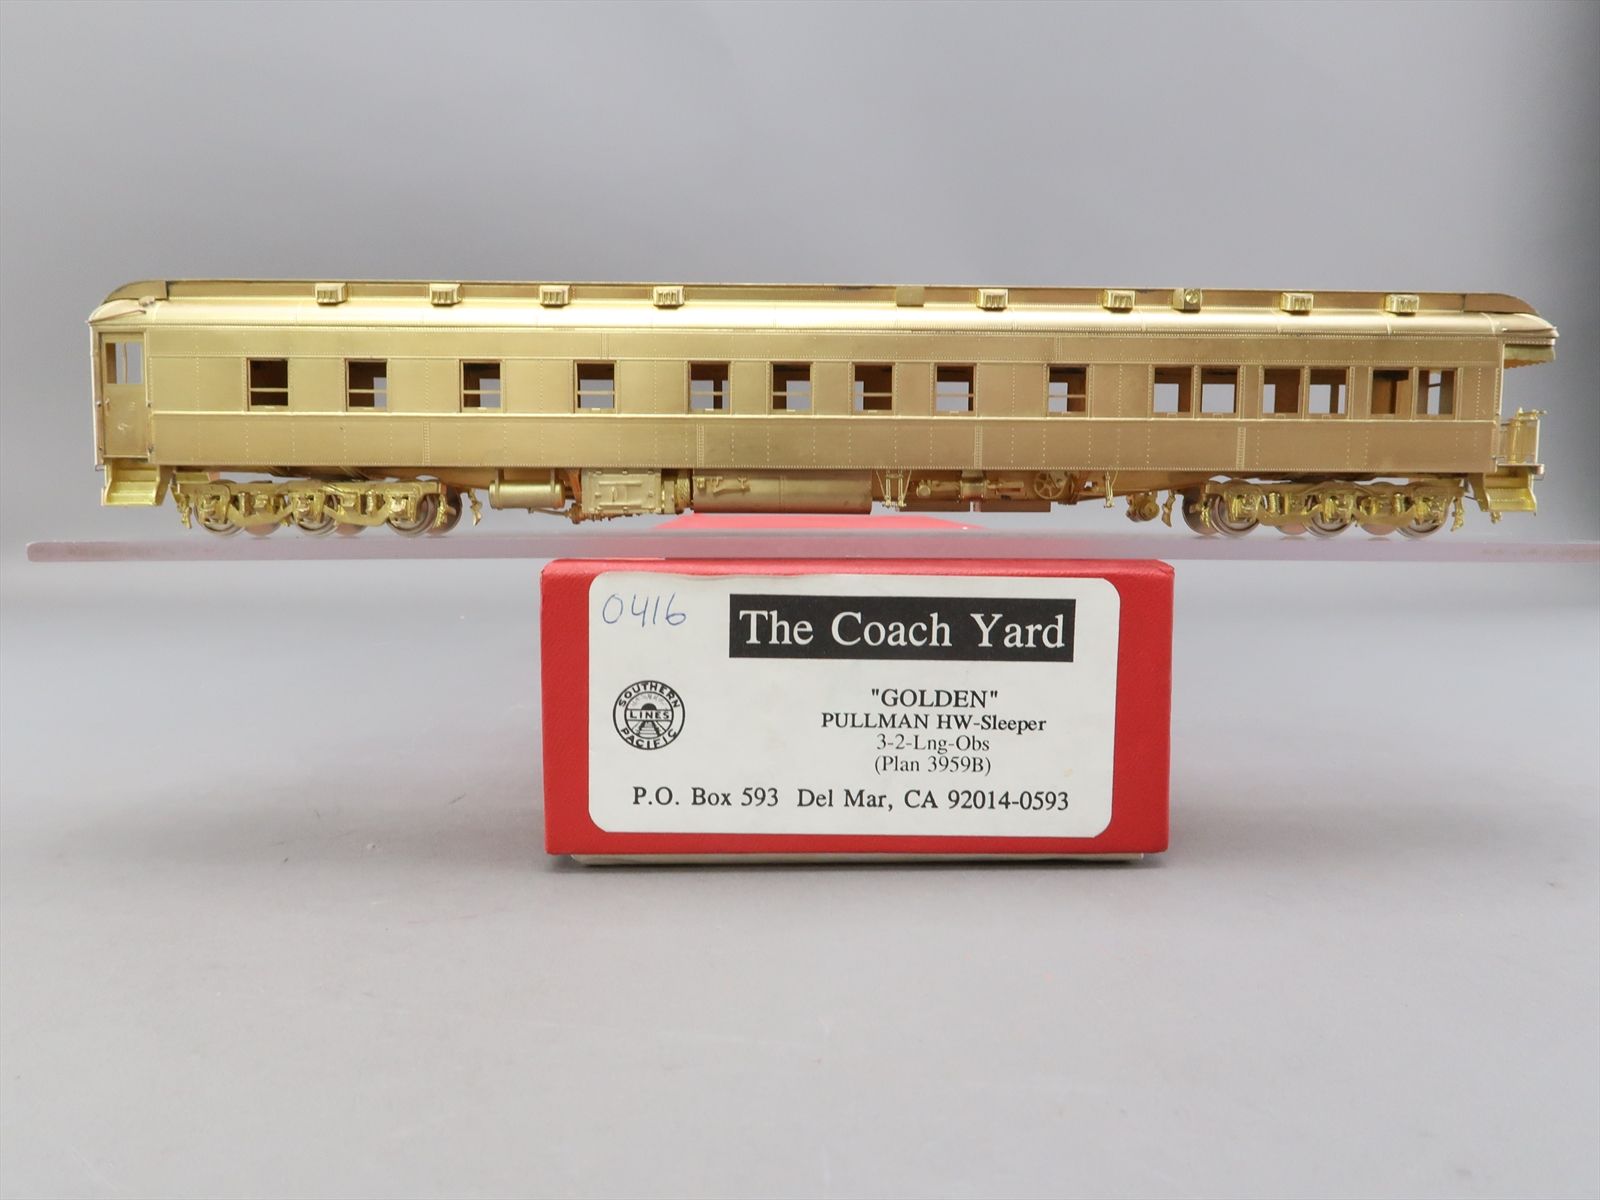 0416
The Coach Yard
SOUTHERN
LINES
PACIFIC
"GOLDEN"
PULLMAN HW-Sleeper
3-2-Lng-Obs
(Plan 3959B)
P.O. Box 593 Del Mar, CA 92014-0593